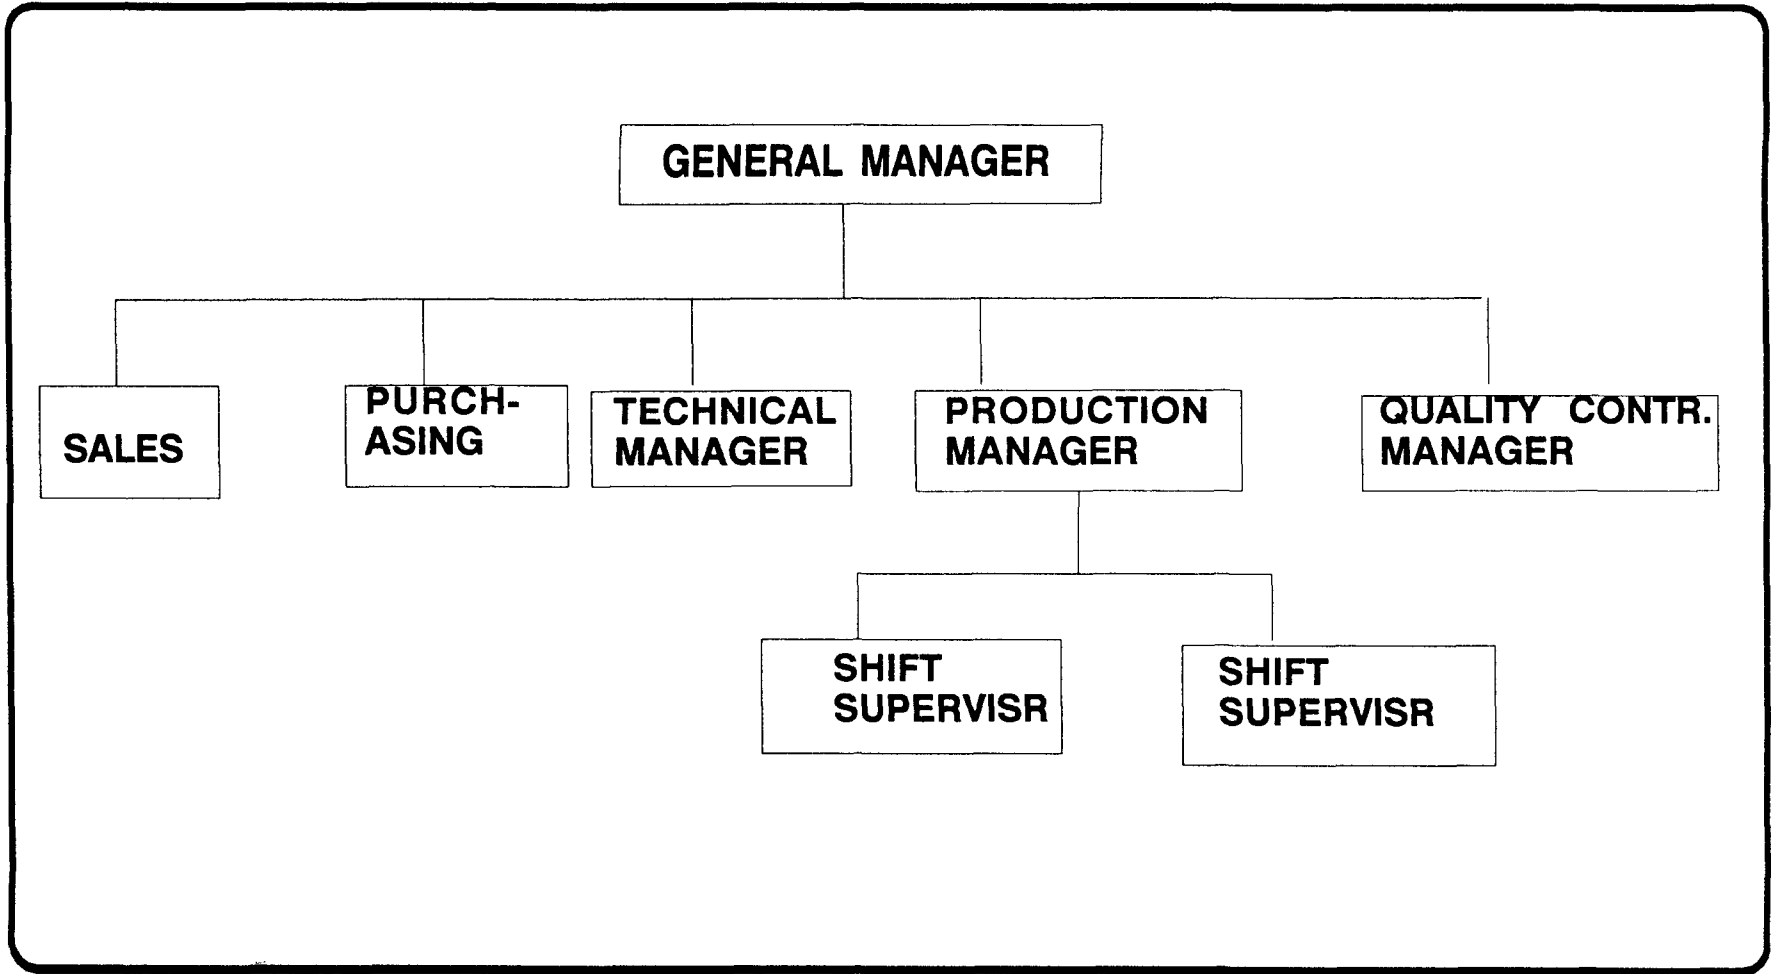 GENERAL MANAGER
SALES
PURCH-
ASING
TECHNICAL
MANAGER
PRODUCTION
MANAGER
QUALITY CONTR.
MANAGER
SHIFT
SUPERVISR
SHIFT
SUPERVISR